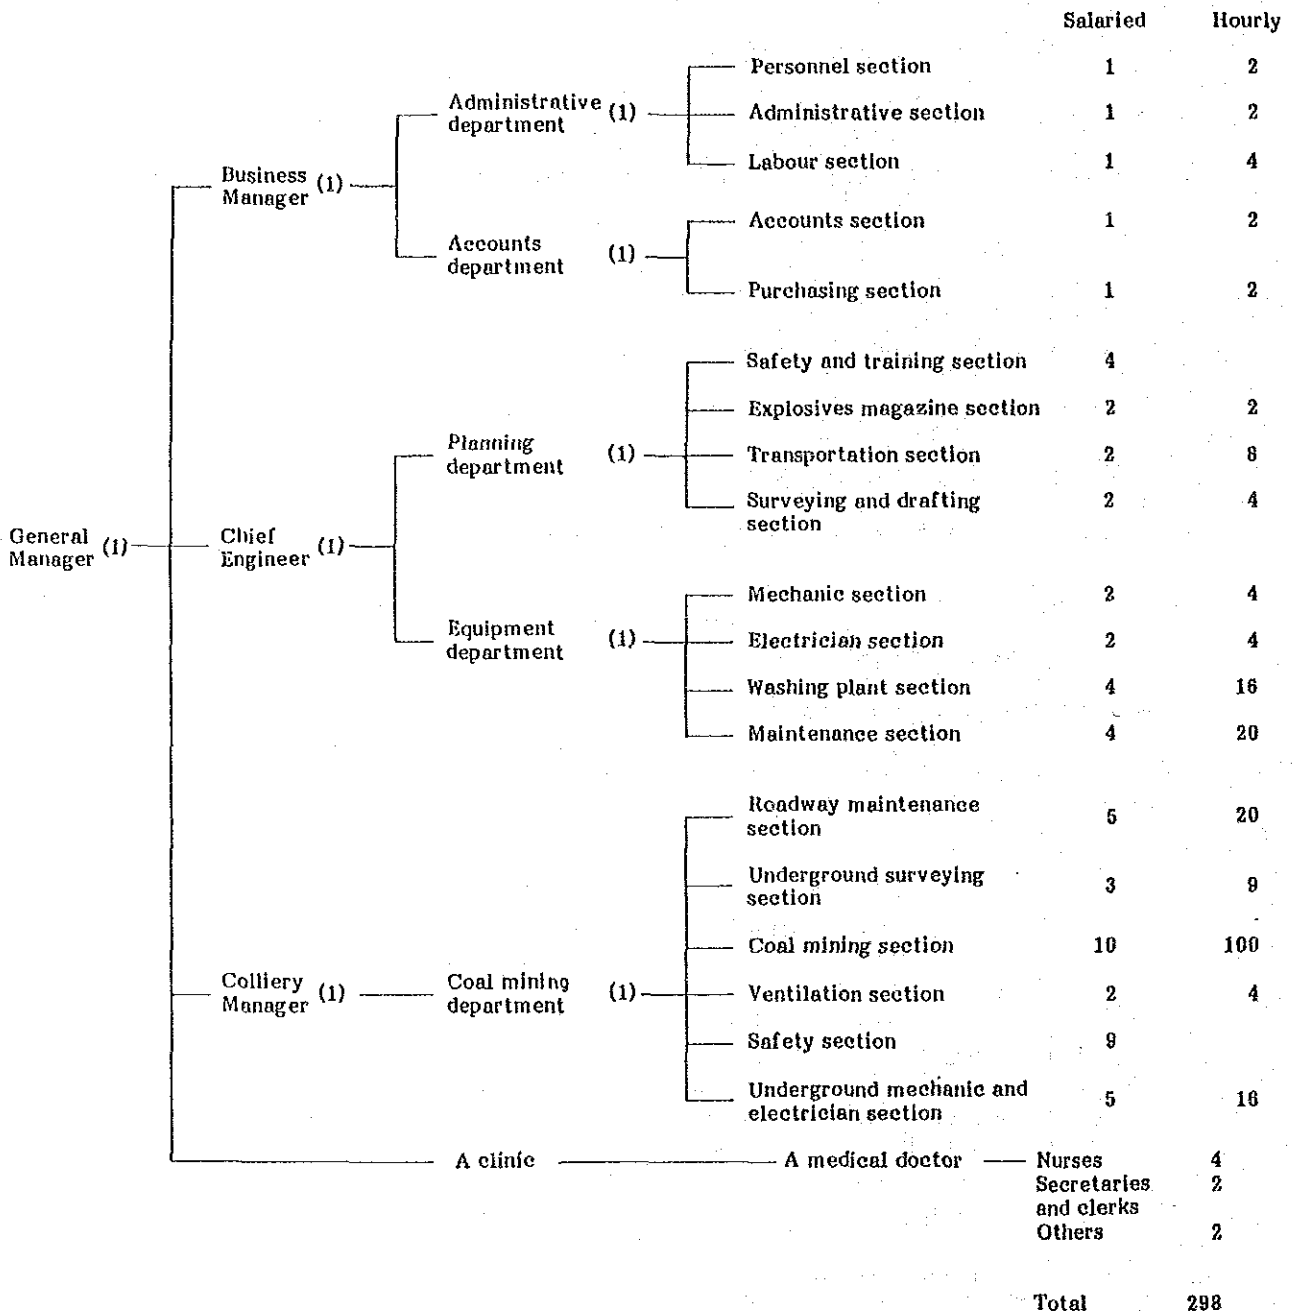 Salaried Hourly
Personnel section 1 2
Administrative department (1)
Administrative section 1 2
Labour section 1 4
Business Manager (1)
Accounts section 1 2
Accounts department (1)
Purchasing section 1 2
Safety and training section 4
Explosives magazine section 2 2
Planning department (1)
Transportation section 2 8
Surveying and drafting section 2 4
General Manager (1)
Chief Engineer (1)
Mechanic section 2 4
Equipment department (1)
Electrician section 2 4
Washing plant section 4 16
Maintenance section 4 20
Roadway maintenance section 5 20
Underground surveying section 3 9
Coal mining section 10 100
Colliery Manager (1)
Coal mining department (1)
Ventilation section 2 4
Safety section 9
Underground mechanic and electrician section 5 16
A clinic A medical doctor Nurses 4
Secretaries and clerks 2
Others 2
Total 298